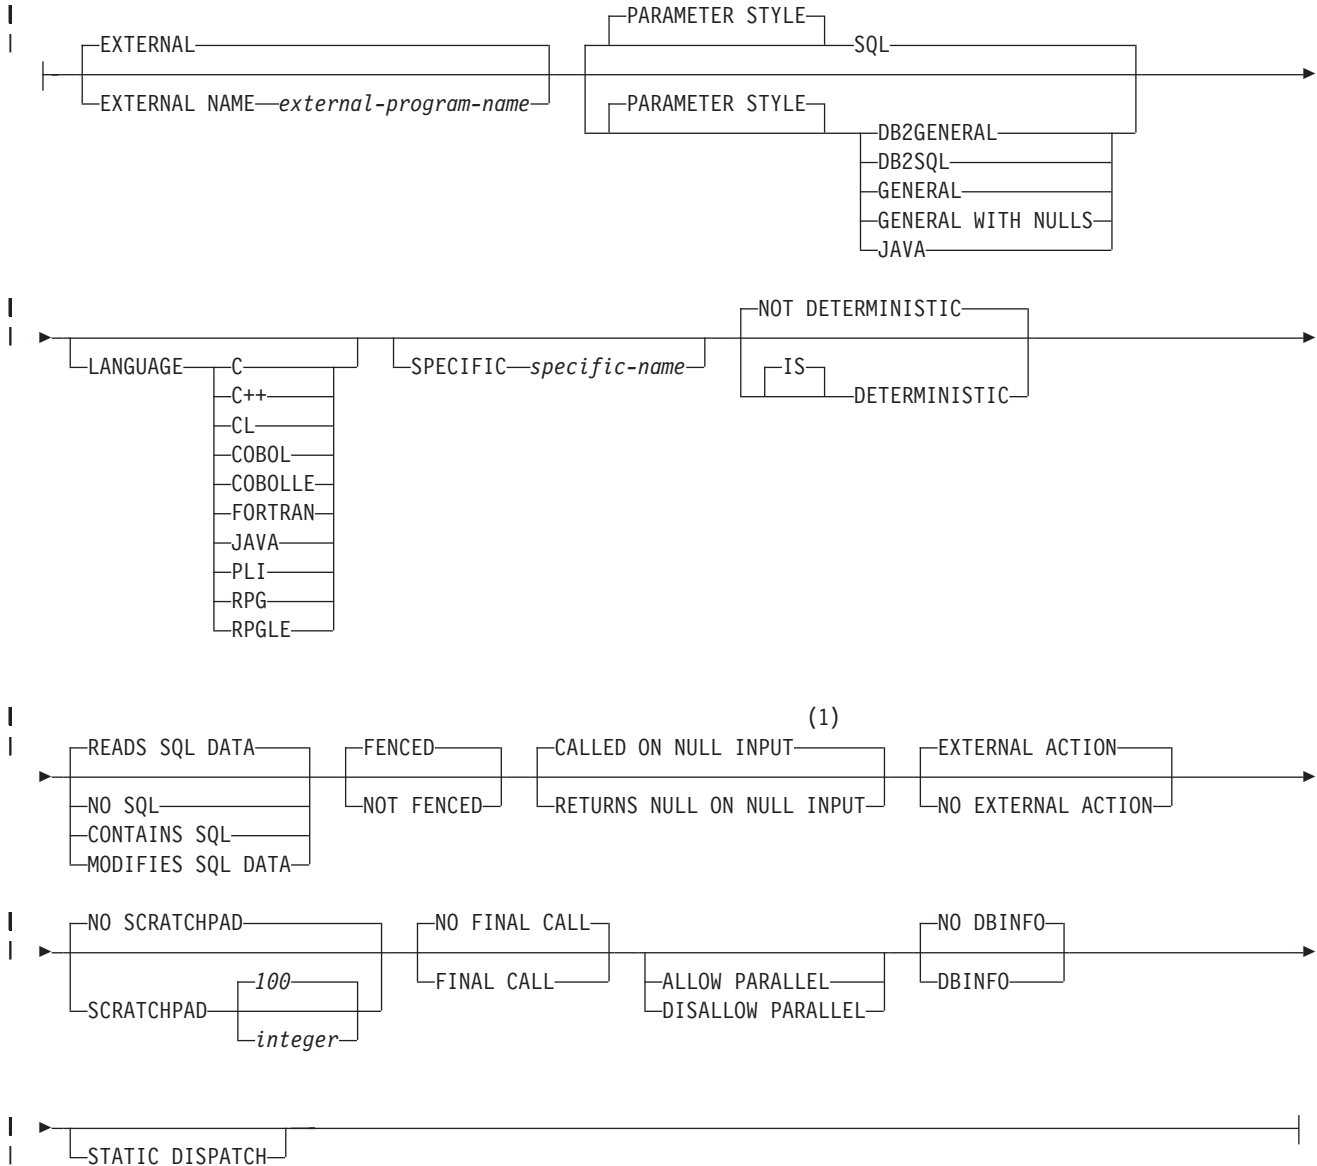 PARAMETER STYLE
EXTERNAL SQL
EXTERNAL NAME external-program-name PARAMETER STYLE
DB2GENERAL
DB2SQL
GENERAL
GENERAL WITH NULLS
JAVA
NOT DETERMINISTIC
LANGUAGE C SPECIFIC specific-name IS
C++ DETERMINISTIC
CL
COBOL
COBOLLE
FORTRAN
JAVA
PLI
RPG
RPGLE
(1)
READS SQL DATA FENCED CALLED ON NULL INPUT EXTERNAL ACTION
NO SQL NOT FENCED RETURNS NULL ON NULL INPUT NO EXTERNAL ACTION
CONTAINS SQL
MODIFIES SQL DATA
NO SCRATCHPAD NO FINAL CALL NO DBINFO
100 FINAL CALL ALLOW PARALLEL DBINFO
SCRATCHPAD DISALLOW PARALLEL
integer
STATIC DISPATCH